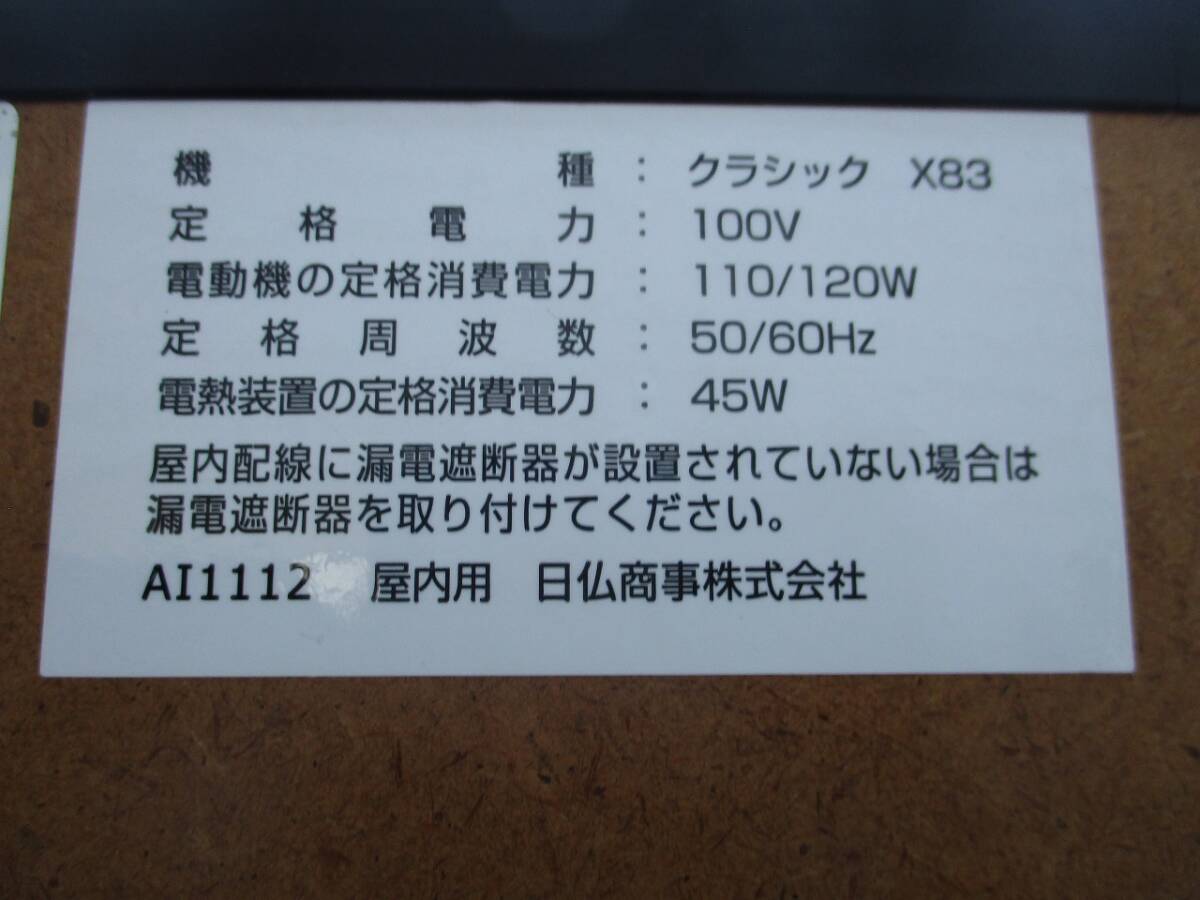 機種：クラシック X83
定格電力：100V
電動機の定格消費電力：110/120W
定格周波数：50/60Hz
電熱装置の定格消費電力：45W
屋内配線に漏電遮断器が設置されていない場合は
漏電遮断器を取り付けてください。
AI1112 屋内用 日仏商事株式会社